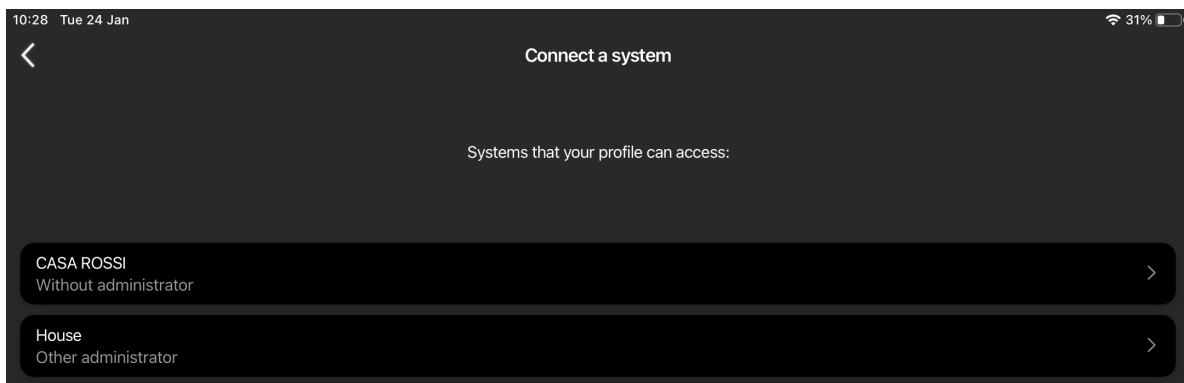 10:28 Tue 24 Jan 31%
Connect a system
Systems that your profile can access:
CASA ROSSI
Without administrator
House
Other administrator